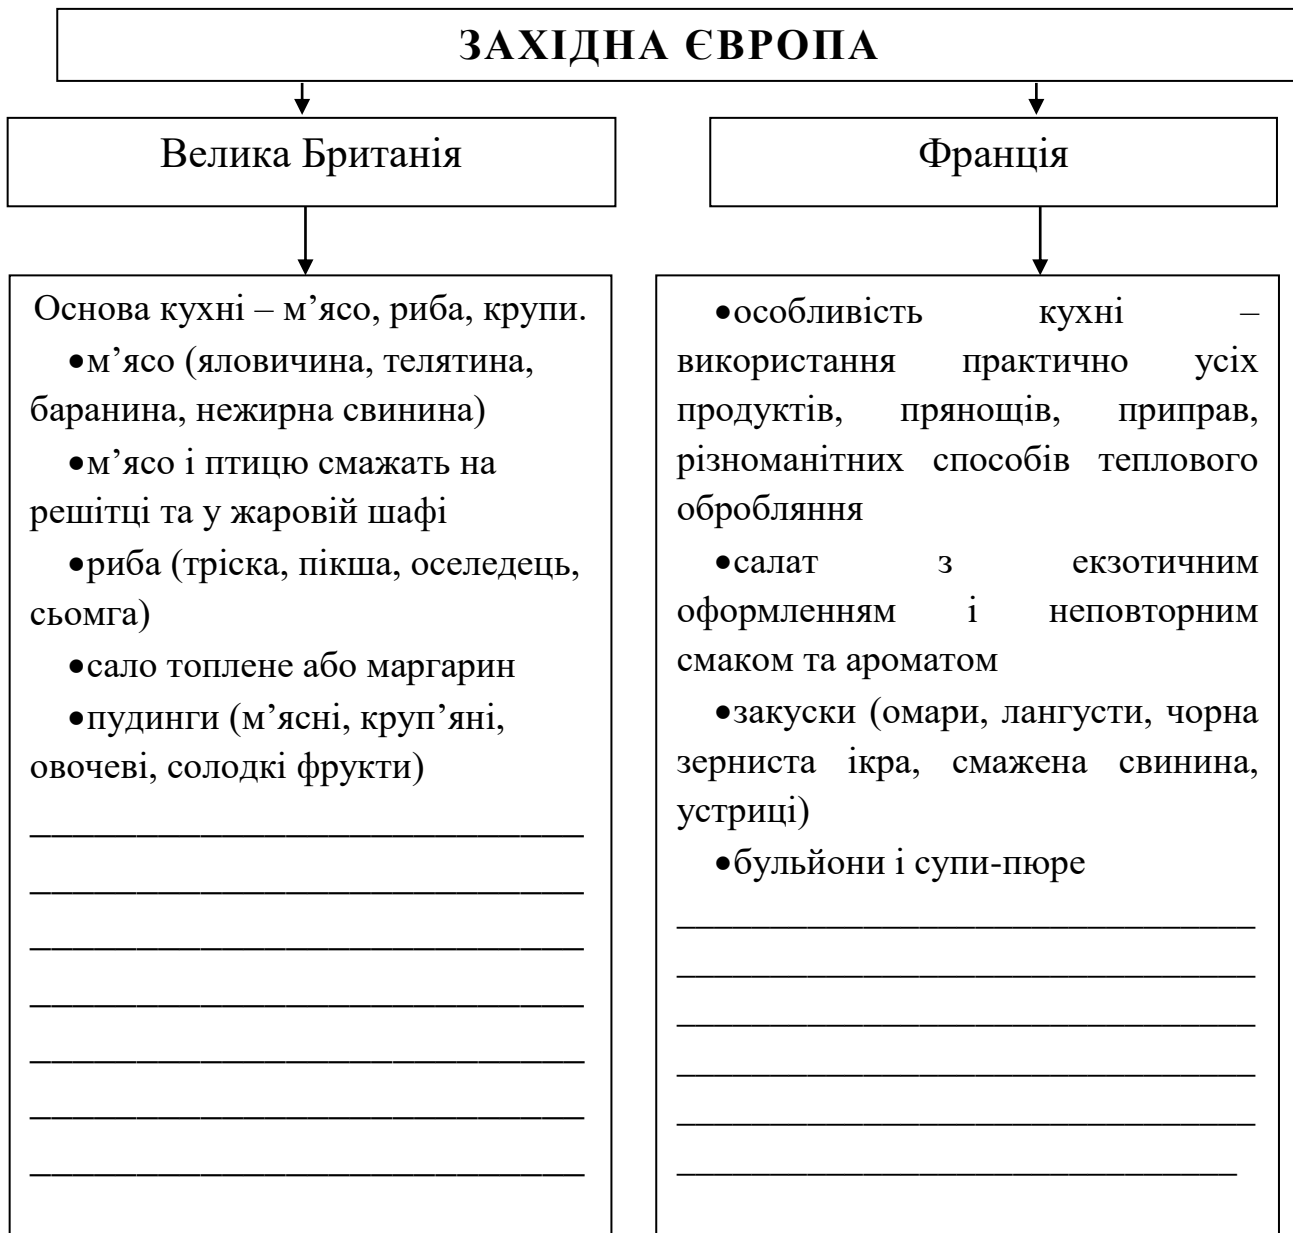 ЗАХІДНА ЄВРОПА
Велика Британія
Франція
Основа кухні – м’ясо, риба, крупи.
•м’ясо (яловичина, телятина,
баранина, нежирна свинина)
•м’ясо і птицю смажать на
решітці та у жаровій шафі
•риба (тріска, пікша, оселедець,
сьомга)
•сало топлене або маргарин
•пудинги (м’ясні, круп’яні,
овочеві, солодкі фрукти)
•особливість кухні –
використання практично усіх
продуктів, прянощів, приправ,
різноманітних способів теплового
обробляння
•салат з екзотичним
оформленням і неповторним
смаком та ароматом
•закуски (омари, лангусти, чорна
зерниста ікра, смажена свинина,
устриці)
•бульйони і супи-пюре